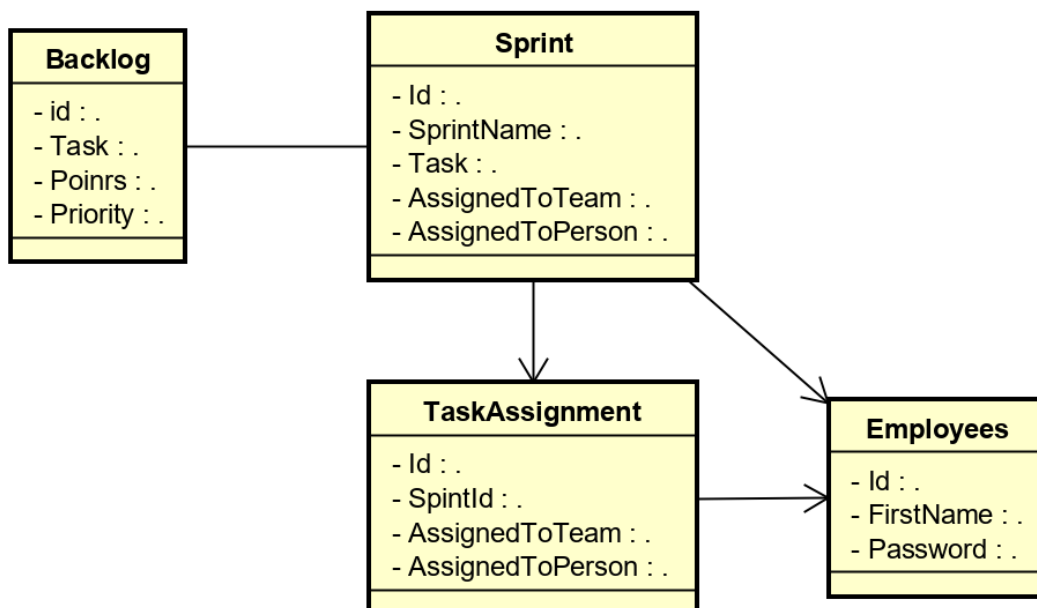 Backlog
- id : .
- Task : .
- Poinrs : .
- Priority : .
Sprint
- Id : .
- SprintName : .
- Task : .
- AssignedToTeam : .
- AssignedToPerson : .
TaskAssignment
- Id : .
- SpintId : .
- AssignedToTeam : .
- AssignedToPerson : .
Employees
- Id : .
- FirstName : .
- Password : .